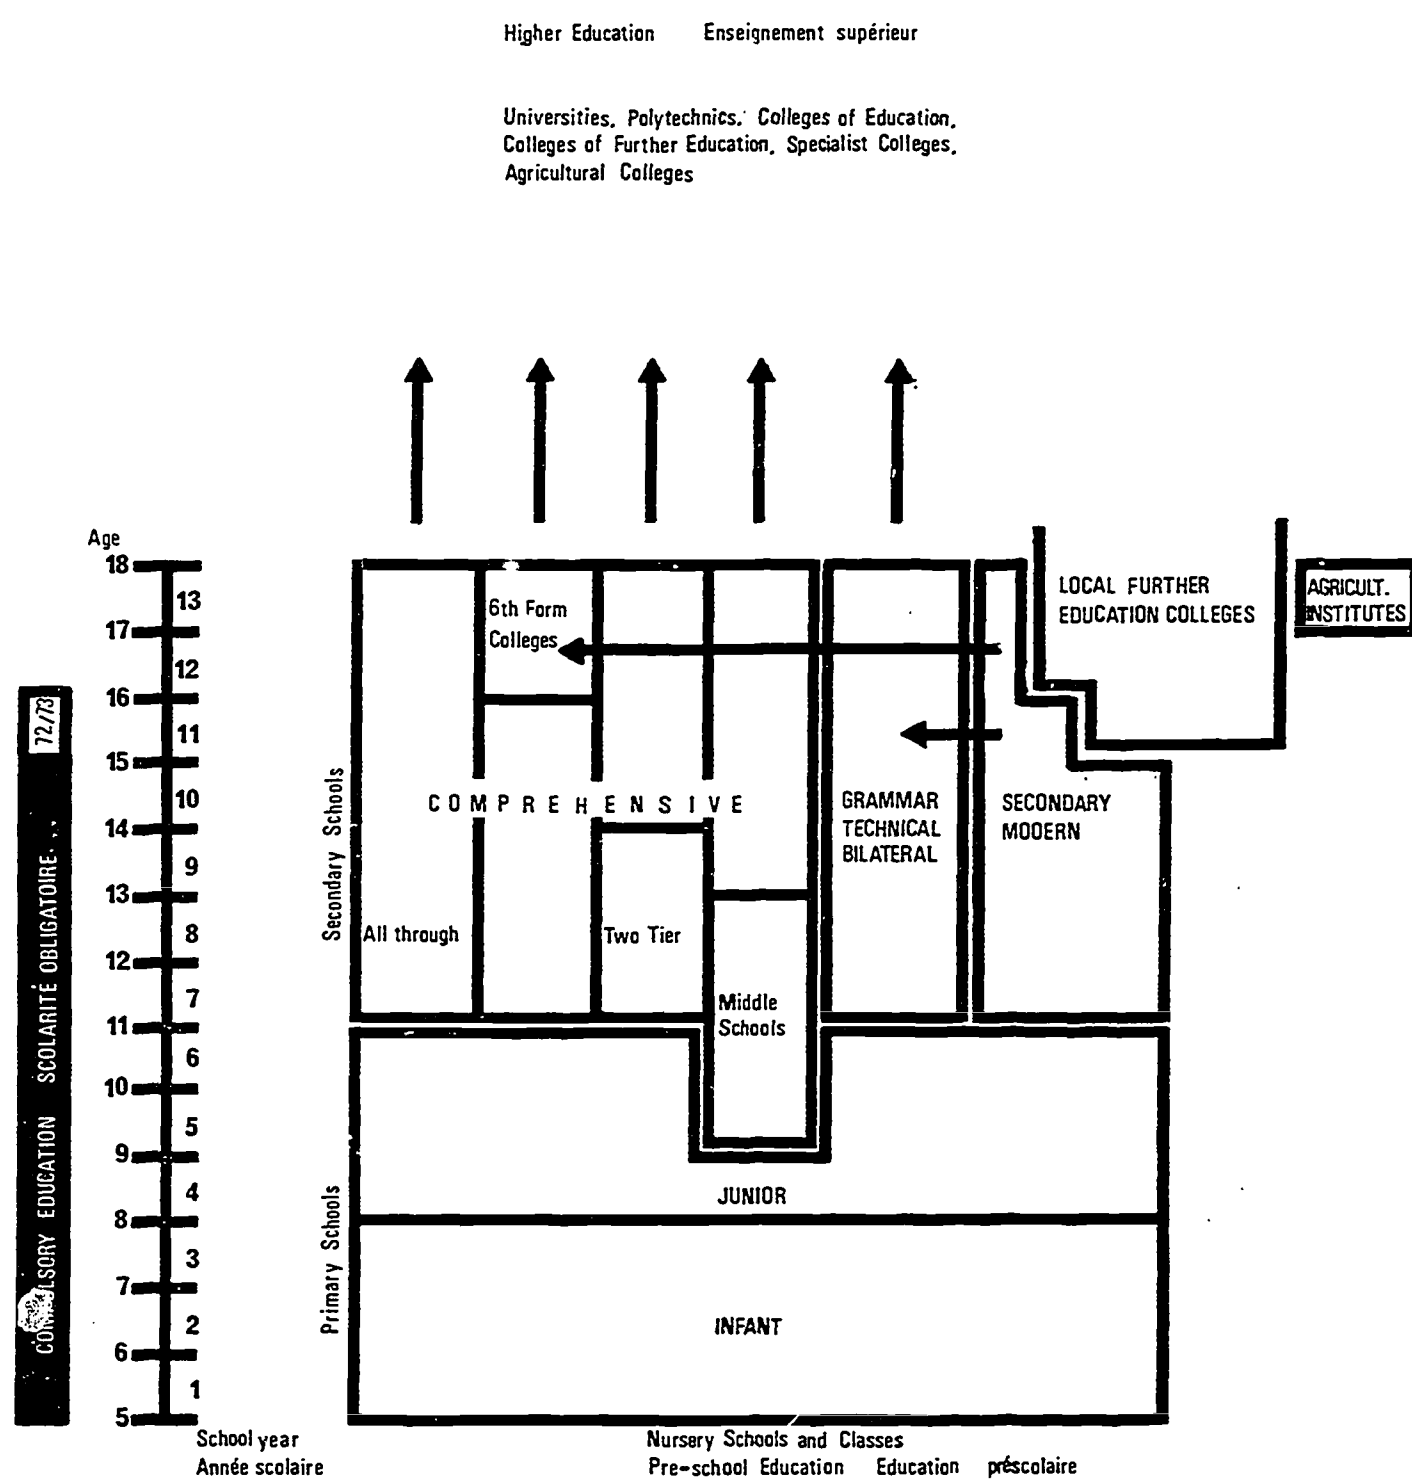 Higher Education Enseignement supérieur
Universities, Polytechnics. Colleges of Education,
Colleges of Further Education, Specialist Colleges,
Agricultural Colleges
Age
18
13
17
12
16
11
15
10
14
9
13
8
12
7
11
6
10
5
9
4
8
3
7
2
6
1
5
School year
Année scolaire
72/73
COMPULSORY EDUCATION SCOLARITÉ OBLIGATOIRE
Secondary Schools
Primary Schools
6th Form
Colleges
COMPREHENSIVE
All through
Two Tier
Middle
Schools
GRAMMAR
TECHNICAL
BILATERAL
SECONDARY
MODERN
LOCAL FURTHER
EDUCATION COLLEGES
AGRICULT.
INSTITUTES
JUNIOR
INFANT
Nursery Schools and Classes
Pre-school Education Education préscolaire